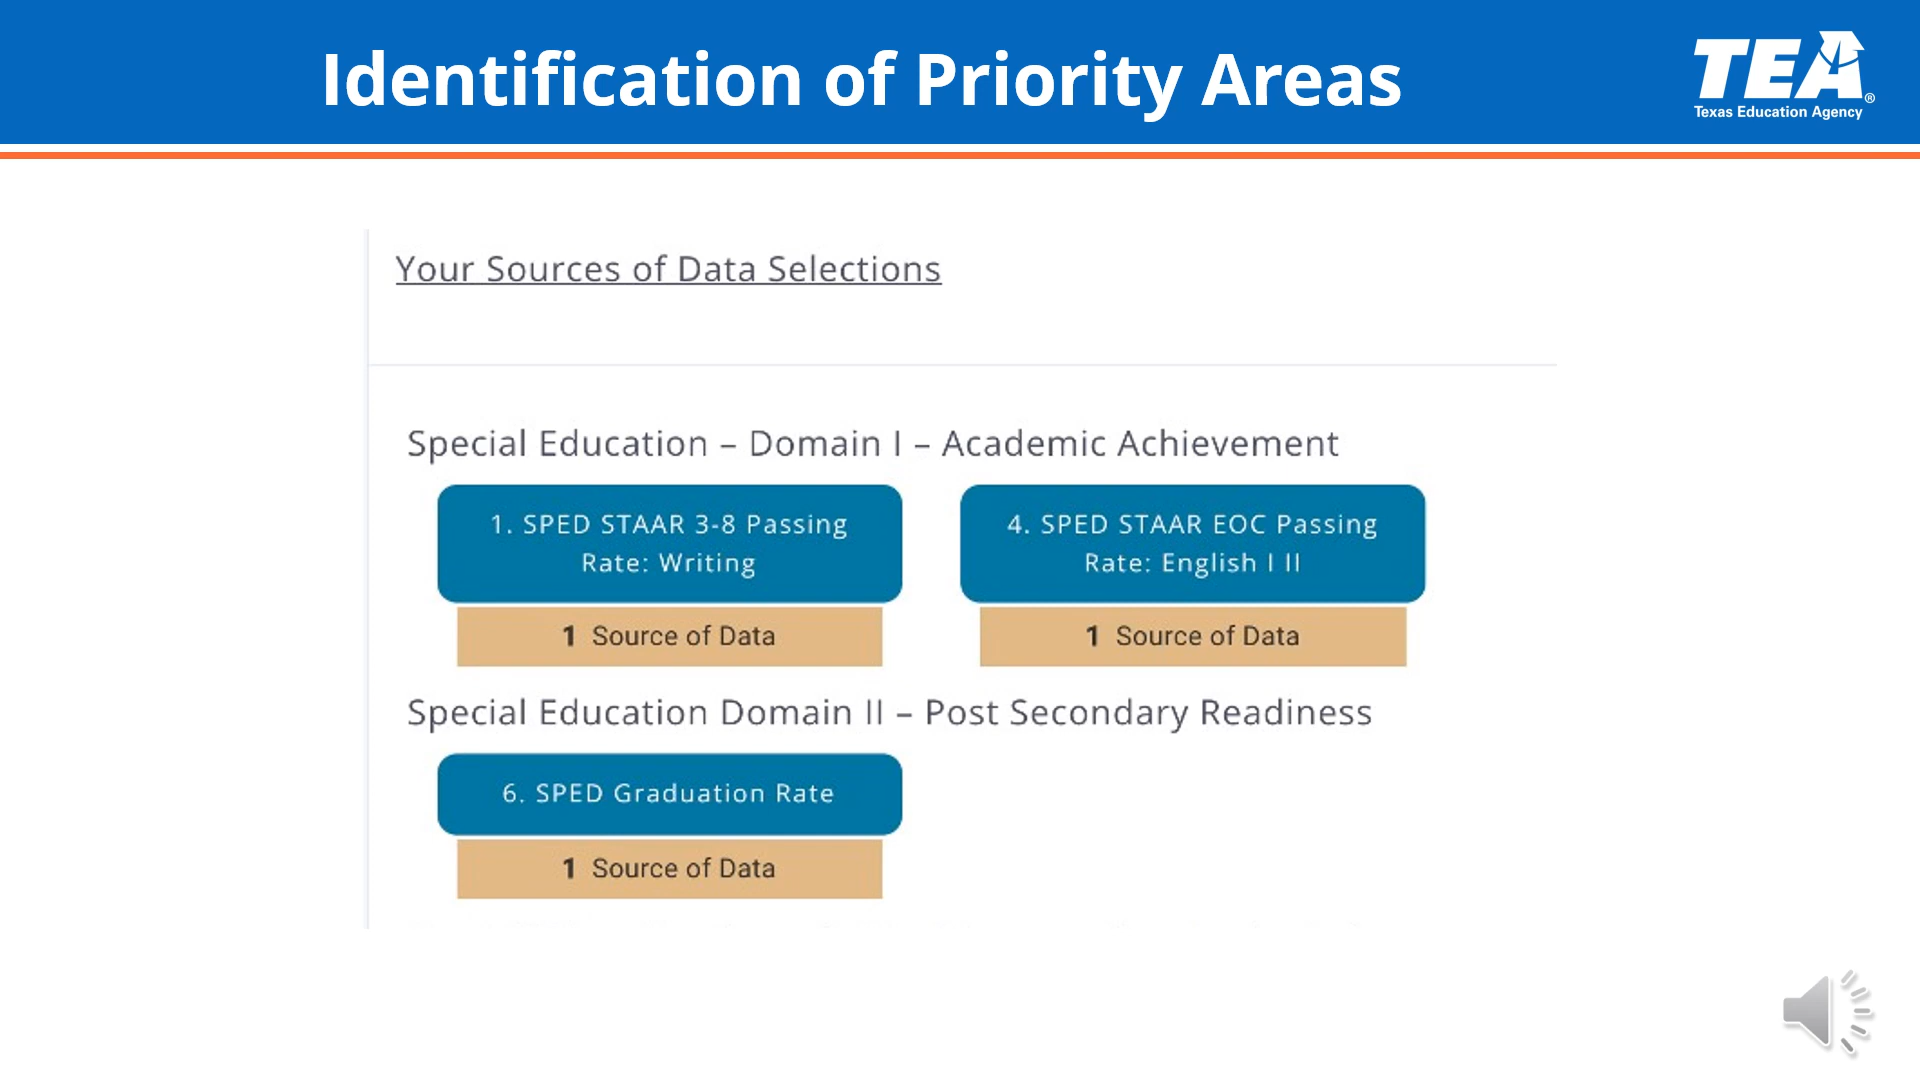 Identification of Priority Areas
TEA®
Texas Education Agency
Your Sources of Data Selections
Special Education – Domain I – Academic Achievement
1. SPED STAAR 3-8 Passing
Rate: Writing
1 Source of Data
4. SPED STAAR EOC Passing
Rate: English I II
1 Source of Data
Special Education Domain II – Post Secondary Readiness
6. SPED Graduation Rate
1 Source of Data